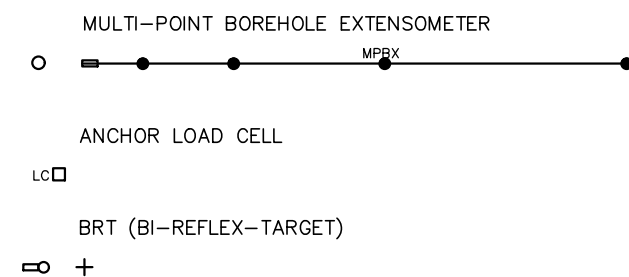 MULTI-POINT BOREHOLE EXTENSOMETER
MPBX
ANCHOR LOAD CELL
LC
BRT (BI-REFLEX-TARGET)